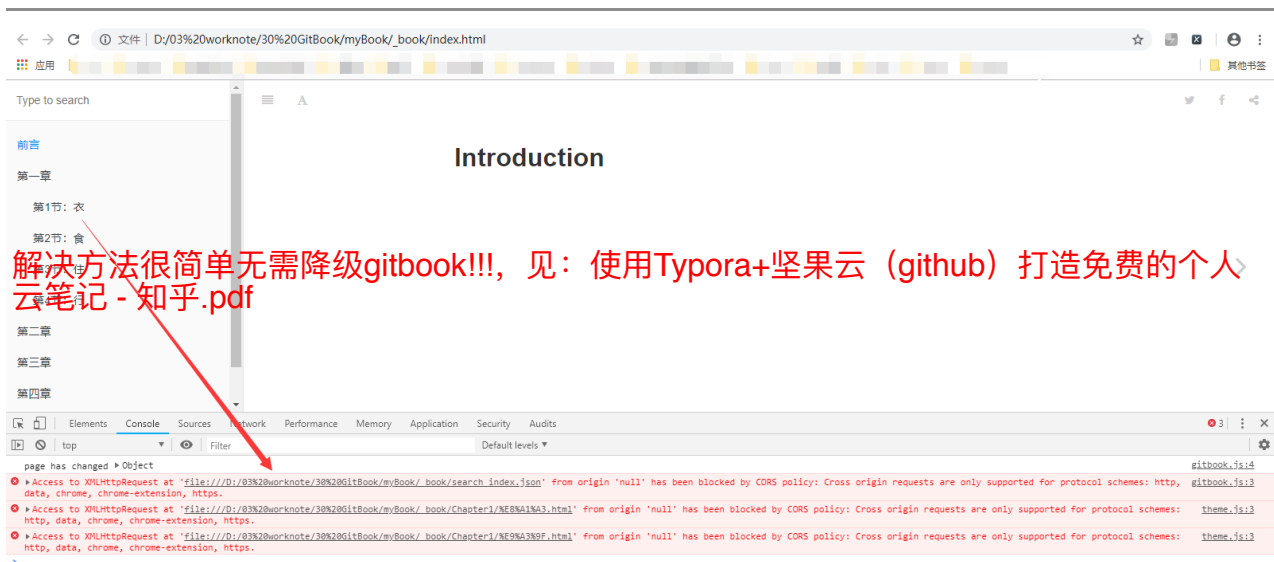 文件 | D:/03%20worknote/30%20GitBook/myBook/_book/index.html
应用
其他书签
Type to search
A
前言
Introduction
第一章
第1节：衣
第2节：食
解决方法很简单无需降级gitbook!!!，见：使用Typora+坚果云（github）打造免费的个人
云笔记 - 知乎.pdf
第二章
第三章
第四章
Elements Console Sources Network Performance Memory Application Security Audits 3
top Filter Default levels ▼
page has changed ▶Object gitbook.js:4
▶Access to XMLHttpRequest at 'file:///D:/03%20worknote/30%20GitBook/myBook/_book/search_index.json' from origin 'null' has been blocked by CORS policy: Cross origin requests are only supported for protocol schemes: http, gitbook.js:3
data, chrome, chrome-extension, https.
▶Access to XMLHttpRequest at 'file:///D:/03%20worknote/30%20GitBook/myBook/_book/Chapter1/%E8%A1%A3.html' from origin 'null' has been blocked by CORS policy: Cross origin requests are only supported for protocol schemes: theme.js:3
http, data, chrome, chrome-extension, https.
▶Access to XMLHttpRequest at 'file:///D:/03%20worknote/30%20GitBook/myBook/_book/Chapter1/%E9%A3%9F.html' from origin 'null' has been blocked by CORS policy: Cross origin requests are only supported for protocol schemes: theme.js:3
http, data, chrome, chrome-extension, https.